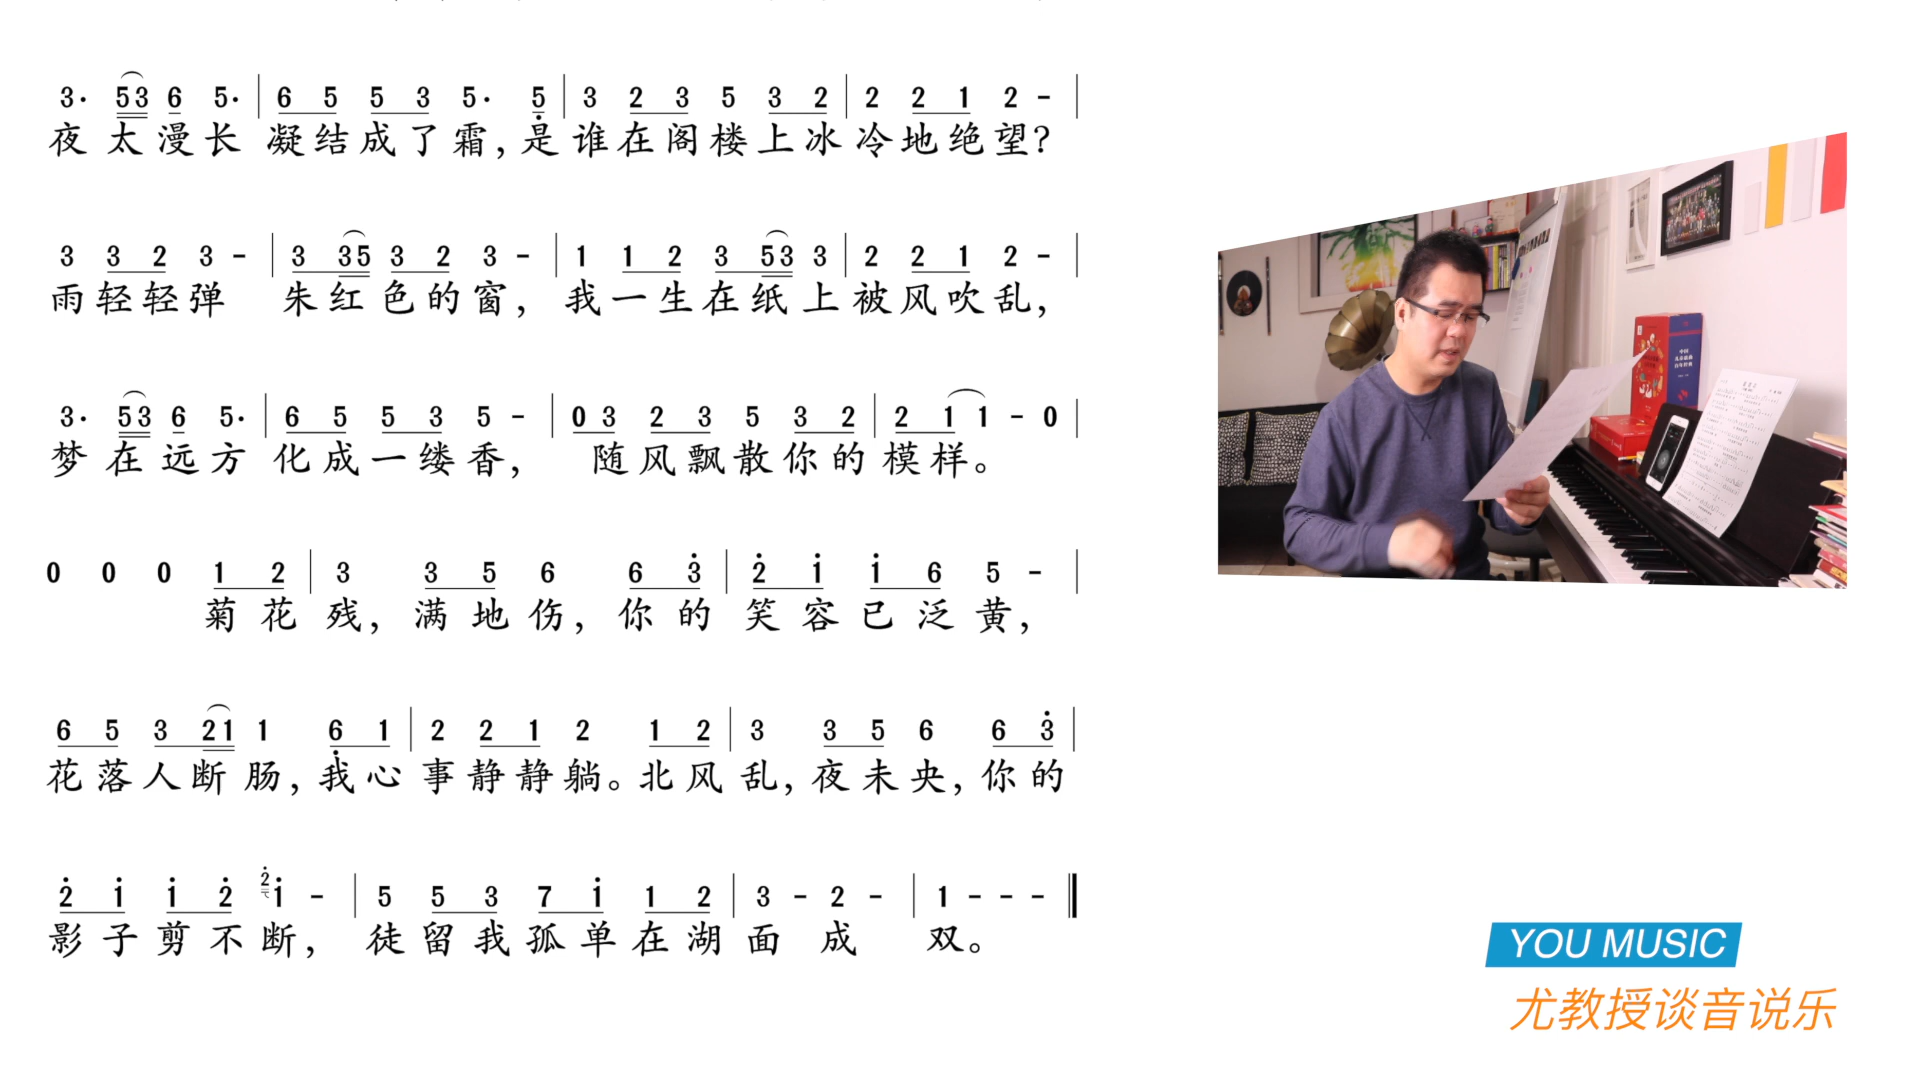 3· 53 6 5· | 6 5 5 3 5· 5̣ | 3 2 3 5 3 2 | 2 2 1 2 - |
夜太漫长 凝结成了霜,是谁在阁楼上冰冷地绝望?
3 3 2 3 - | 3 35 3 2 3 - | 1 1 2 3 53 3 | 2 2 1 2 - |
雨轻轻弹 朱红色的窗,我一生在纸上被风吹乱,
3· 53 6 5· | 6 5 5 3 5 - | 0 3 2 3 5 3 2 | 2 1 1 - 0 |
梦在远方 化成一缕香, 随风飘散你的模样。
0 0 0 1 2 | 3 3 5 6 6 3̇ | 2̇ 1̇ 1̇ 6 5 - |
菊花残,满地伤,你的笑容已泛黄,
6 5 3 21 1 6̣ 1 | 2 2 1 2 1 2 | 3 3 5 6 6 3̇ |
花落人断肠,我心事静静躺。北风乱,夜未央,你的
2̇ 1̇ 1̇ 2̇ 2̇1̇ - | 5 5 3 7 1̇ 1 2 | 3 - 2 - | 1 - - - ‖
影子剪不断, 徒留我孤单在湖面成 双。
YOU MUSIC
尤教授谈音说乐